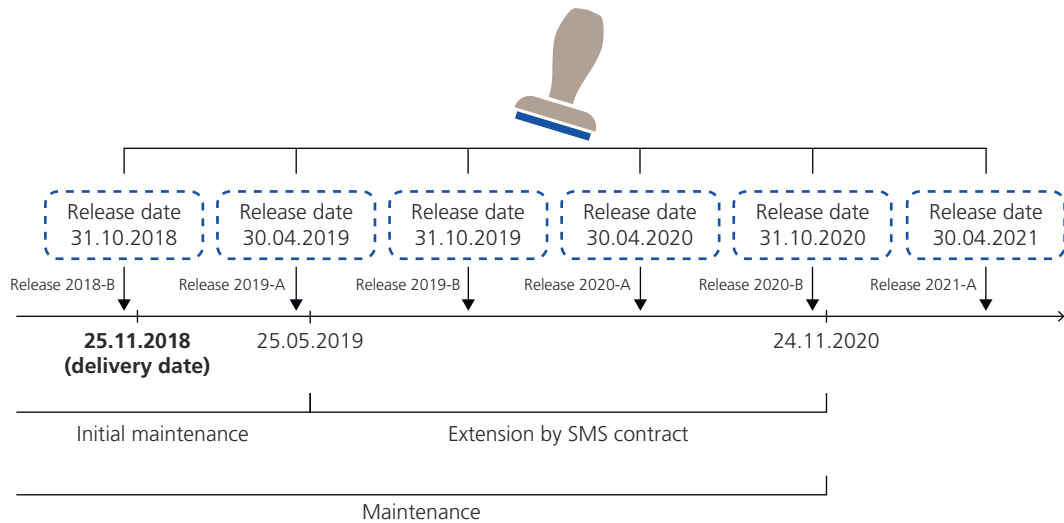 Release date
31.10.2018
Release date
30.04.2019
Release date
31.10.2019
Release date
30.04.2020
Release date
31.10.2020
Release date
30.04.2021
Release 2018-B
Release 2019-A
Release 2019-B
Release 2020-A
Release 2020-B
Release 2021-A
25.11.2018
(delivery date)
25.05.2019
24.11.2020
Initial maintenance
Extension by SMS contract
Maintenance